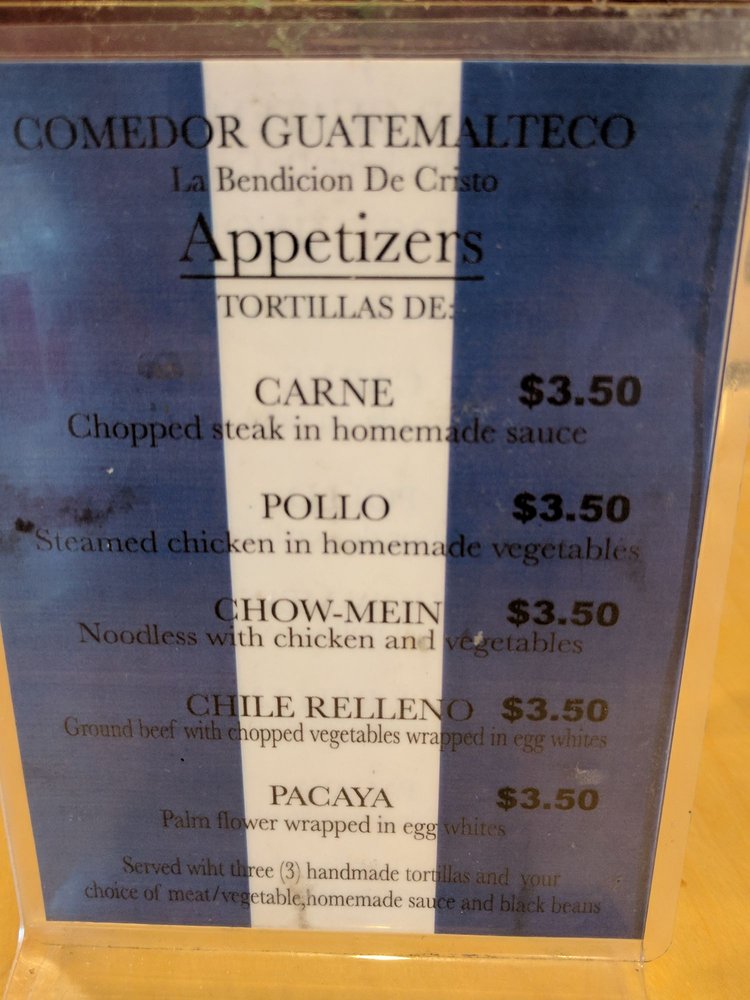 COMEDOR GUATEMALTECO
La Bendicion De Cristo
Appetizers
TORTILLAS DE:
CARNE $3.50
Chopped steak in homemade sauce
POLLO $3.50
Steamed chicken in homemade vegetables
CHOW-MEIN $3.50
Noodless with chicken and vegetables
CHILE RELLENO $3.50
Ground beef with chopped vegetables wrapped in egg whites
PACAYA $3.50
Palm flower wrapped in egg whites
Served wiht three (3) handmade tortillas and your
choice of meat/vegetable,homemade sauce and black beans